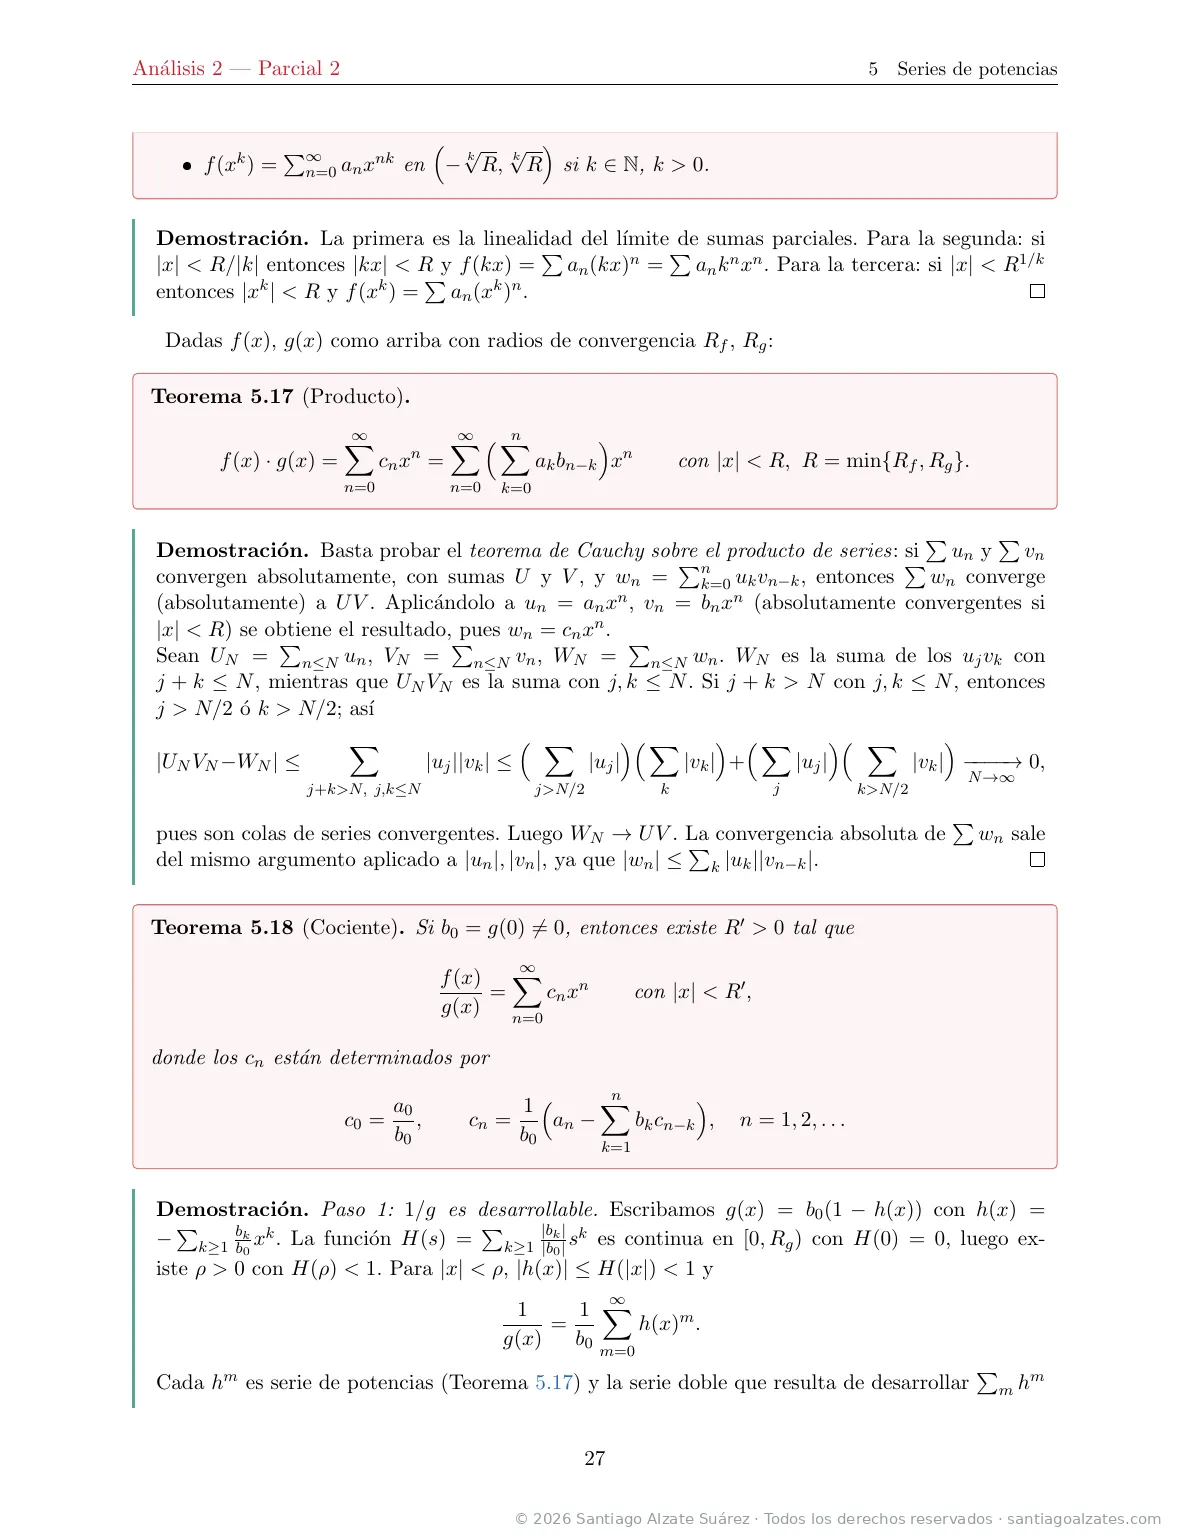 Análisis 2 — Parcial 2
5 Series de potencias
• f(x^k) = ∑_{n=0}^{∞} a_n x^{nk} en (−\sqrt[k]{R}, \sqrt[k]{R}) si k ∈ ℕ, k > 0.
Demostración. La primera es la linealidad del límite de sumas parciales. Para la segunda: si
|x| < R/|k| entonces |kx| < R y f(kx) = ∑ a_n(kx)^n = ∑ a_n k^n x^n. Para la tercera: si |x| < R^{1/k}
entonces |x^k| < R y f(x^k) = ∑ a_n(x^k)^n. □
Dadas f(x), g(x) como arriba con radios de convergencia R_f, R_g:
Teorema 5.17 (Producto).
f(x) · g(x) = ∑_{n=0}^{∞} c_n x^n = ∑_{n=0}^{∞} (∑_{k=0}^{n} a_k b_{n−k}) x^n con |x| < R, R = min{R_f, R_g}.
Demostración. Basta probar el teorema de Cauchy sobre el producto de series: si ∑ u_n y ∑ v_n
convergen absolutamente, con sumas U y V, y w_n = ∑_{k=0}^{n} u_k v_{n−k}, entonces ∑ w_n converge
(absolutamente) a UV. Aplicándolo a u_n = a_n x^n, v_n = b_n x^n (absolutamente convergentes si
|x| < R) se obtiene el resultado, pues w_n = c_n x^n.
Sean U_N = ∑_{n≤N} u_n, V_N = ∑_{n≤N} v_n, W_N = ∑_{n≤N} w_n. W_N es la suma de los u_j v_k con
j + k ≤ N, mientras que U_N V_N es la suma con j, k ≤ N. Si j + k > N con j, k ≤ N, entonces
j > N/2 ó k > N/2; así
|U_N V_N − W_N| ≤ ∑_{j+k>N, j,k≤N} |u_j||v_k| ≤ (∑_{j>N/2} |u_j|)(∑_k |v_k|) + (∑_j |u_j|)(∑_{k>N/2} |v_k|) →_{N→∞} 0,
pues son colas de series convergentes. Luego W_N → UV. La convergencia absoluta de ∑ w_n sale
del mismo argumento aplicado a |u_n|, |v_n|, ya que |w_n| ≤ ∑_k |u_k||v_{n−k}|. □
Teorema 5.18 (Cociente). Si b_0 = g(0) ≠ 0, entonces existe R′ > 0 tal que
\frac{f(x)}{g(x)} = ∑_{n=0}^{∞} c_n x^n con |x| < R′,
donde los c_n están determinados por
c_0 = \frac{a_0}{b_0}, c_n = \frac{1}{b_0}(a_n − ∑_{k=1}^{n} b_k c_{n−k}), n = 1, 2, . . .
Demostración. Paso 1: 1/g es desarrollable. Escribamos g(x) = b_0(1 − h(x)) con h(x) =
−∑_{k≥1} \frac{b_k}{b_0} x^k. La función H(s) = ∑_{k≥1} \frac{|b_k|}{|b_0|} s^k es continua en [0, R_g) con H(0) = 0, luego ex-
iste ρ > 0 con H(ρ) < 1. Para |x| < ρ, |h(x)| ≤ H(|x|) < 1 y
\frac{1}{g(x)} = \frac{1}{b_0} ∑_{m=0}^{∞} h(x)^m.
Cada h^m es serie de potencias (Teorema 5.17) y la serie doble que resulta de desarrollar ∑_m h^m
27
© 2026 Santiago Alzate Suárez · Todos los derechos reservados · santiagoalzates.com